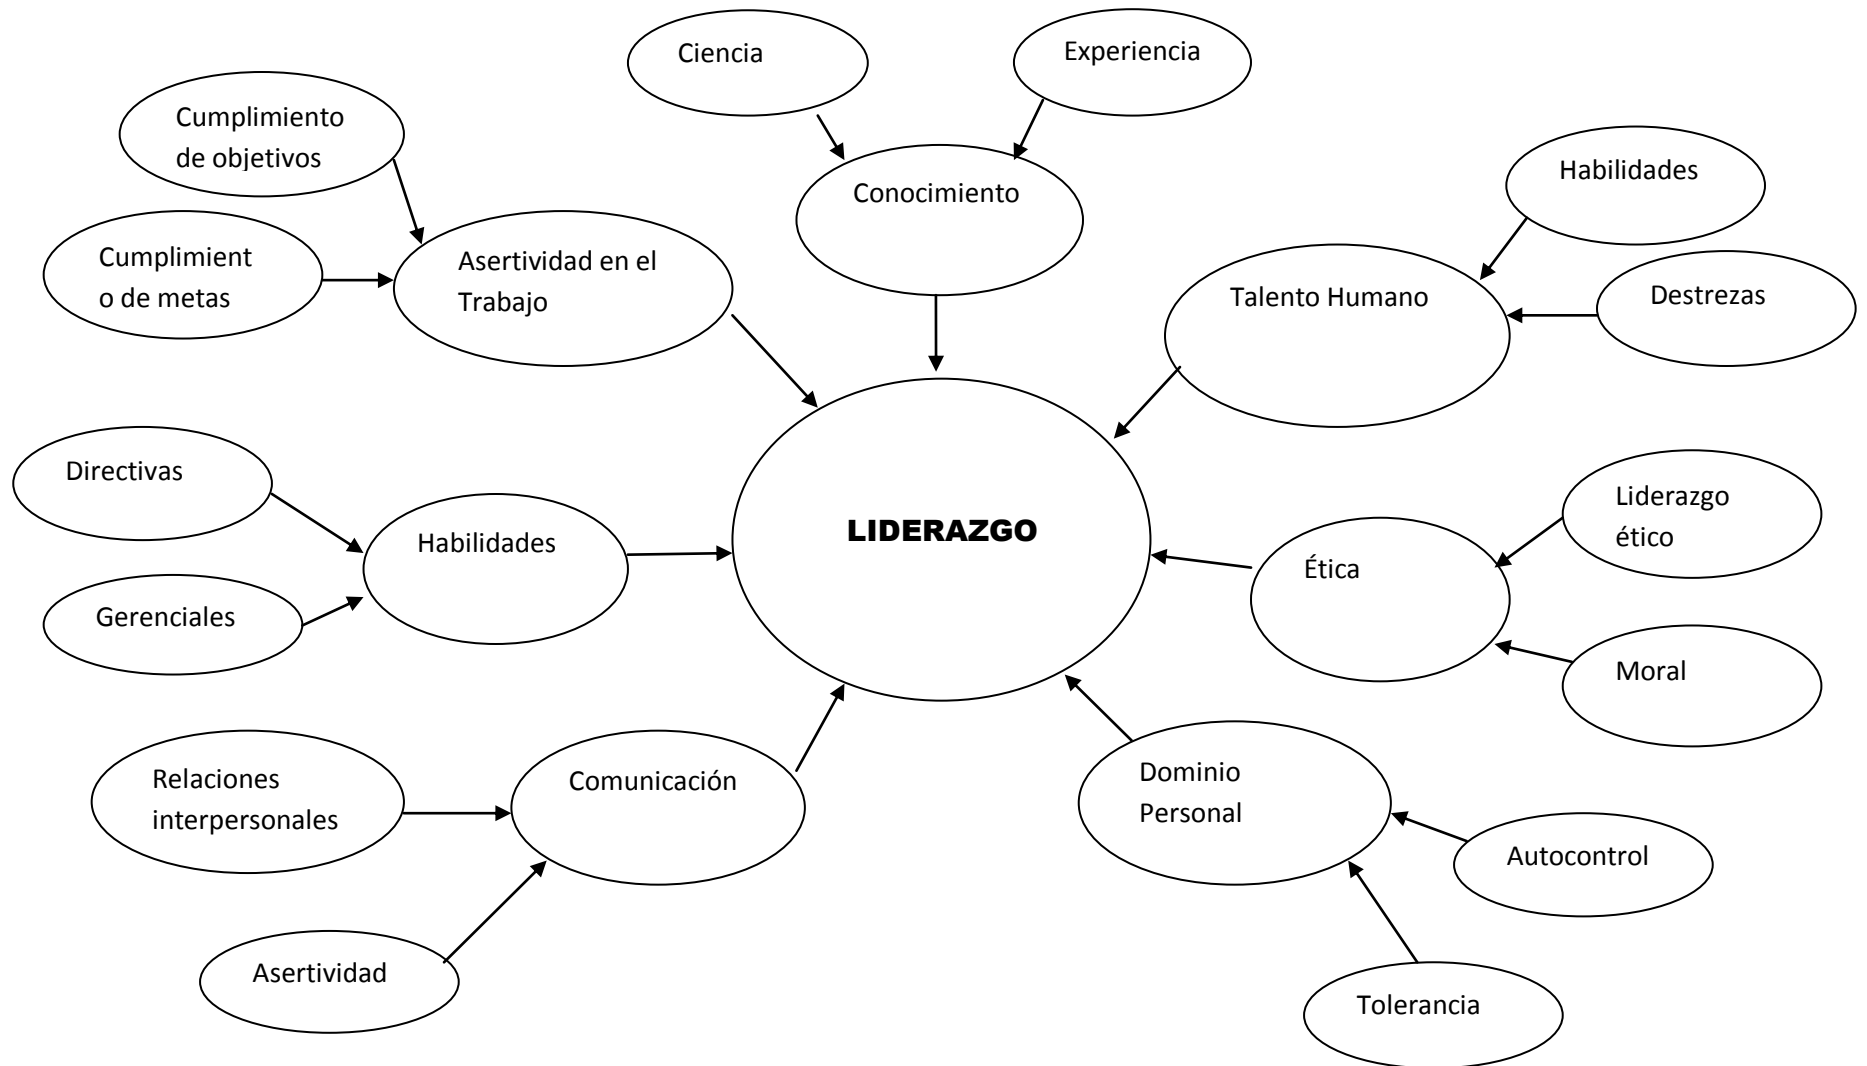 Ciencia
Experiencia
Cumplimiento
de objetivos
Habilidades
Conocimiento
Cumplimient
o de metas
Asertividad en el
Trabajo
Talento Humano
Destrezas
Directivas
Liderazgo
ético
LIDERAZGO
Habilidades
Ética
Gerenciales
Moral
Relaciones
interpersonales
Comunicación
Dominio
Personal
Autocontrol
Asertividad
Tolerancia